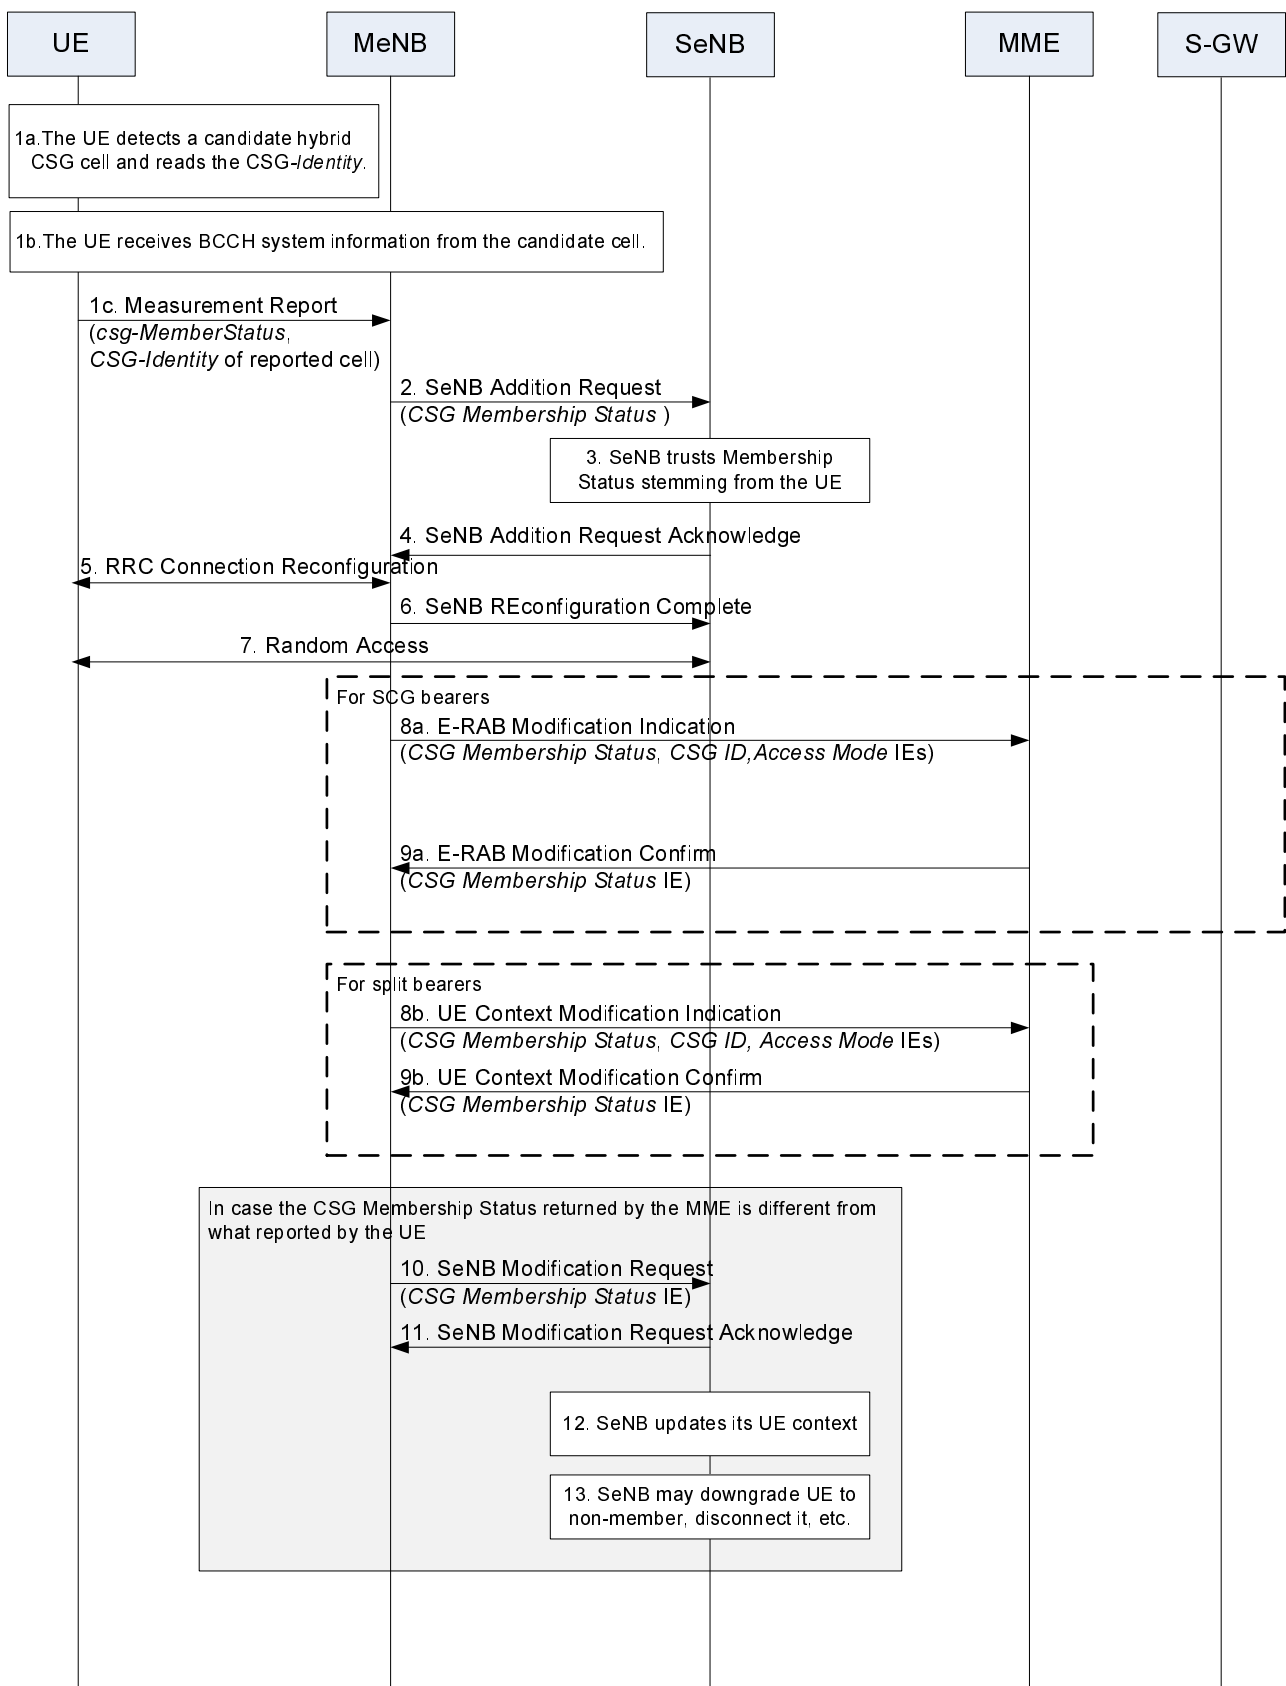 UE
MeNB
SeNB
MME
S-GW
1a.The UE detects a candidate hybrid
CSG cell and reads the CSG-Identity.
1b.The UE receives BCCH system information from the candidate cell.
1c. Measurement Report
(csg-MemberStatus,
CSG-Identity of reported cell)
2. SeNB Addition Request
(CSG Membership Status )
3. SeNB trusts Membership
Status stemming from the UE
4. SeNB Addition Request Acknowledge
5. RRC Connection Reconfiguration
6. SeNB REconfiguration Complete
7. Random Access
For SCG bearers
8a. E-RAB Modification Indication
(CSG Membership Status, CSG ID,Access Mode IEs)
9a. E-RAB Modification Confirm
(CSG Membership Status IE)
For split bearers
8b. UE Context Modification Indication
(CSG Membership Status, CSG ID, Access Mode IEs)
9b. UE Context Modification Confirm
(CSG Membership Status IE)
In case the CSG Membership Status returned by the MME is different from
what reported by the UE
10. SeNB Modification Request
(CSG Membership Status IE)
11. SeNB Modification Request Acknowledge
12. SeNB updates its UE context
13. SeNB may downgrade UE to
non-member, disconnect it, etc.